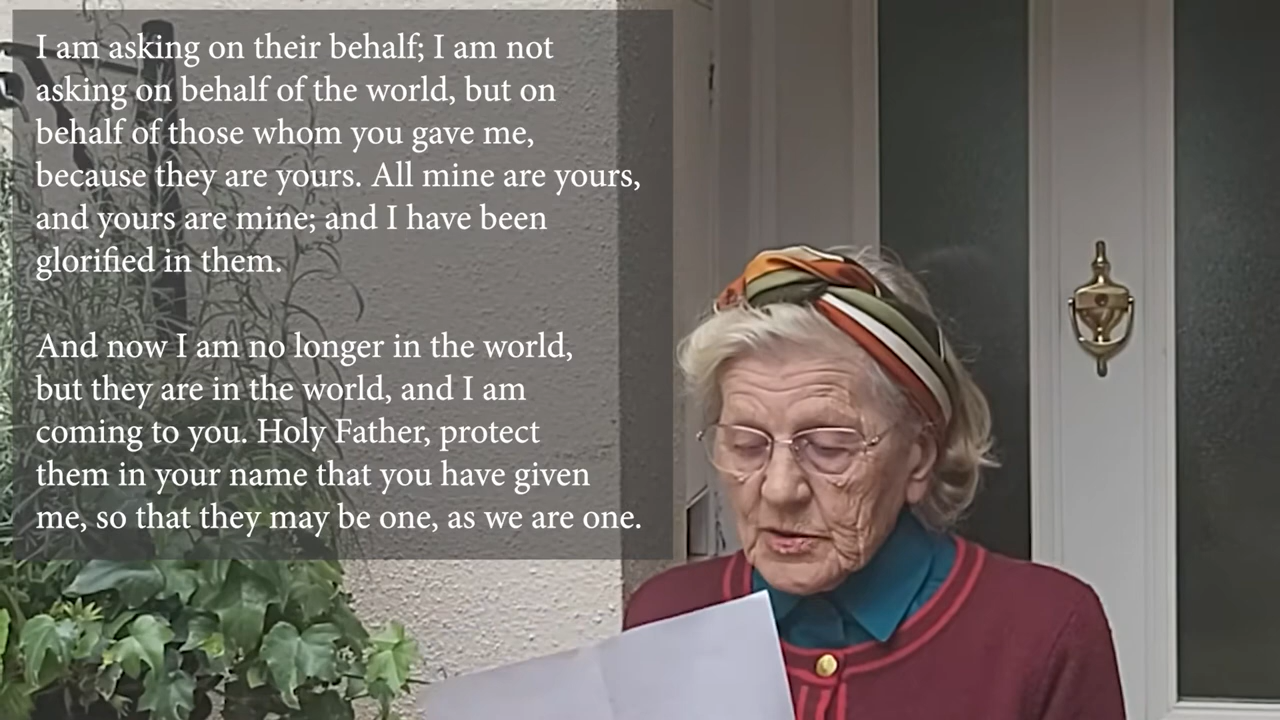 I am asking on their behalf; I am not
asking on behalf of the world, but on
behalf of those whom you gave me,
because they are yours. All mine are yours,
and yours are mine; and I have been
glorified in them.
And now I am no longer in the world,
but they are in the world, and I am
coming to you. Holy Father, protect
them in your name that you have given
me, so that they may be one, as we are one.